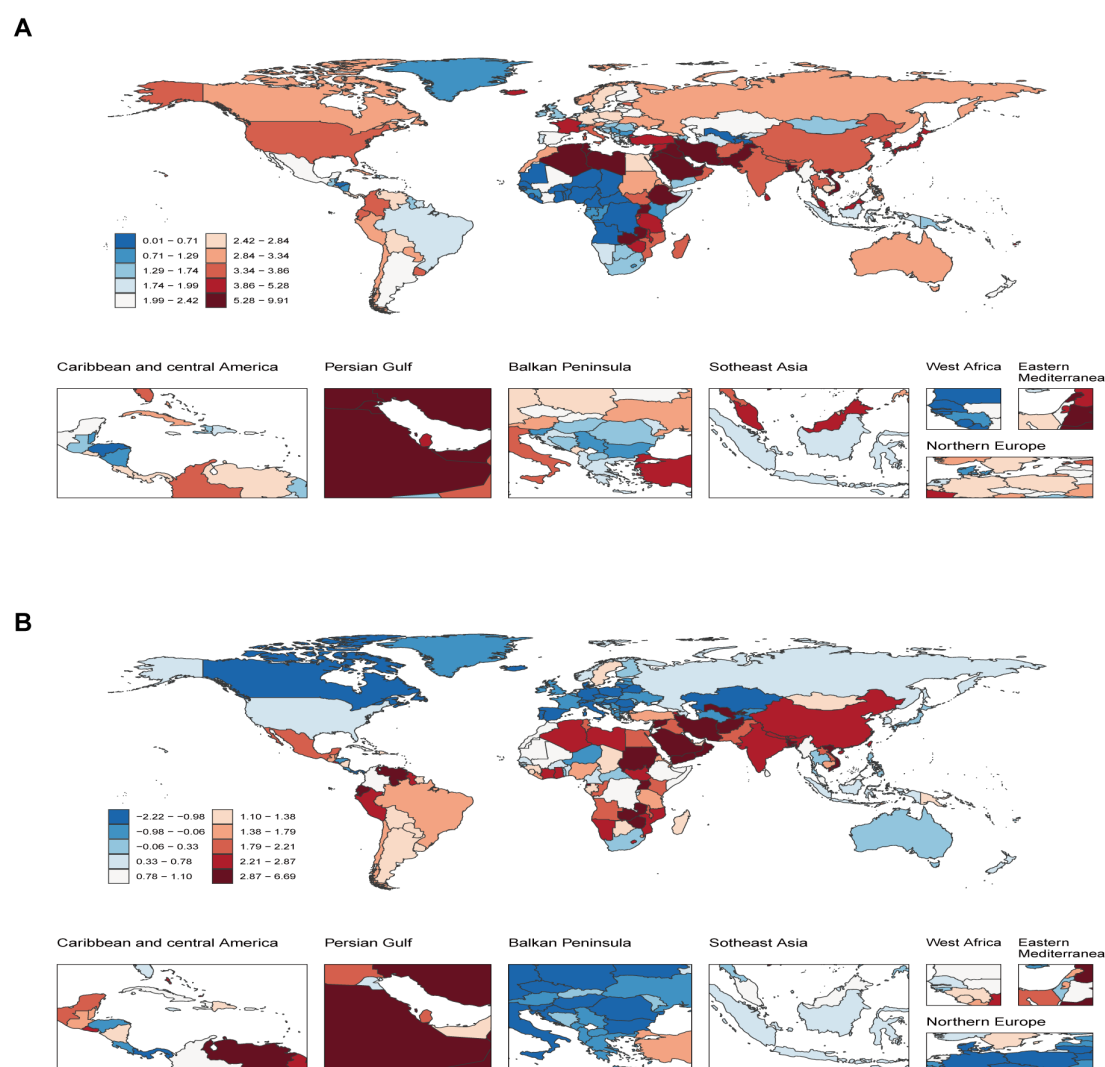 A
0.01 – 0.71
0.71 – 1.29
1.29 – 1.74
1.74 – 1.99
1.99 – 2.42
2.42 – 2.84
2.84 – 3.34
3.34 – 3.86
3.86 – 5.28
5.28 – 9.91
Caribbean and central America
Persian Gulf
Balkan Peninsula
Sotheast Asia
West Africa
Eastern
Mediterranea
Northern Europe
B
-2.22 – -0.98
-0.98 – -0.06
-0.06 – 0.33
0.33 – 0.78
0.78 – 1.10
1.10 – 1.38
1.38 – 1.79
1.79 – 2.21
2.21 – 2.87
2.87 – 6.69
Caribbean and central America
Persian Gulf
Balkan Peninsula
Sotheast Asia
West Africa
Eastern
Mediterranea
Northern Europe